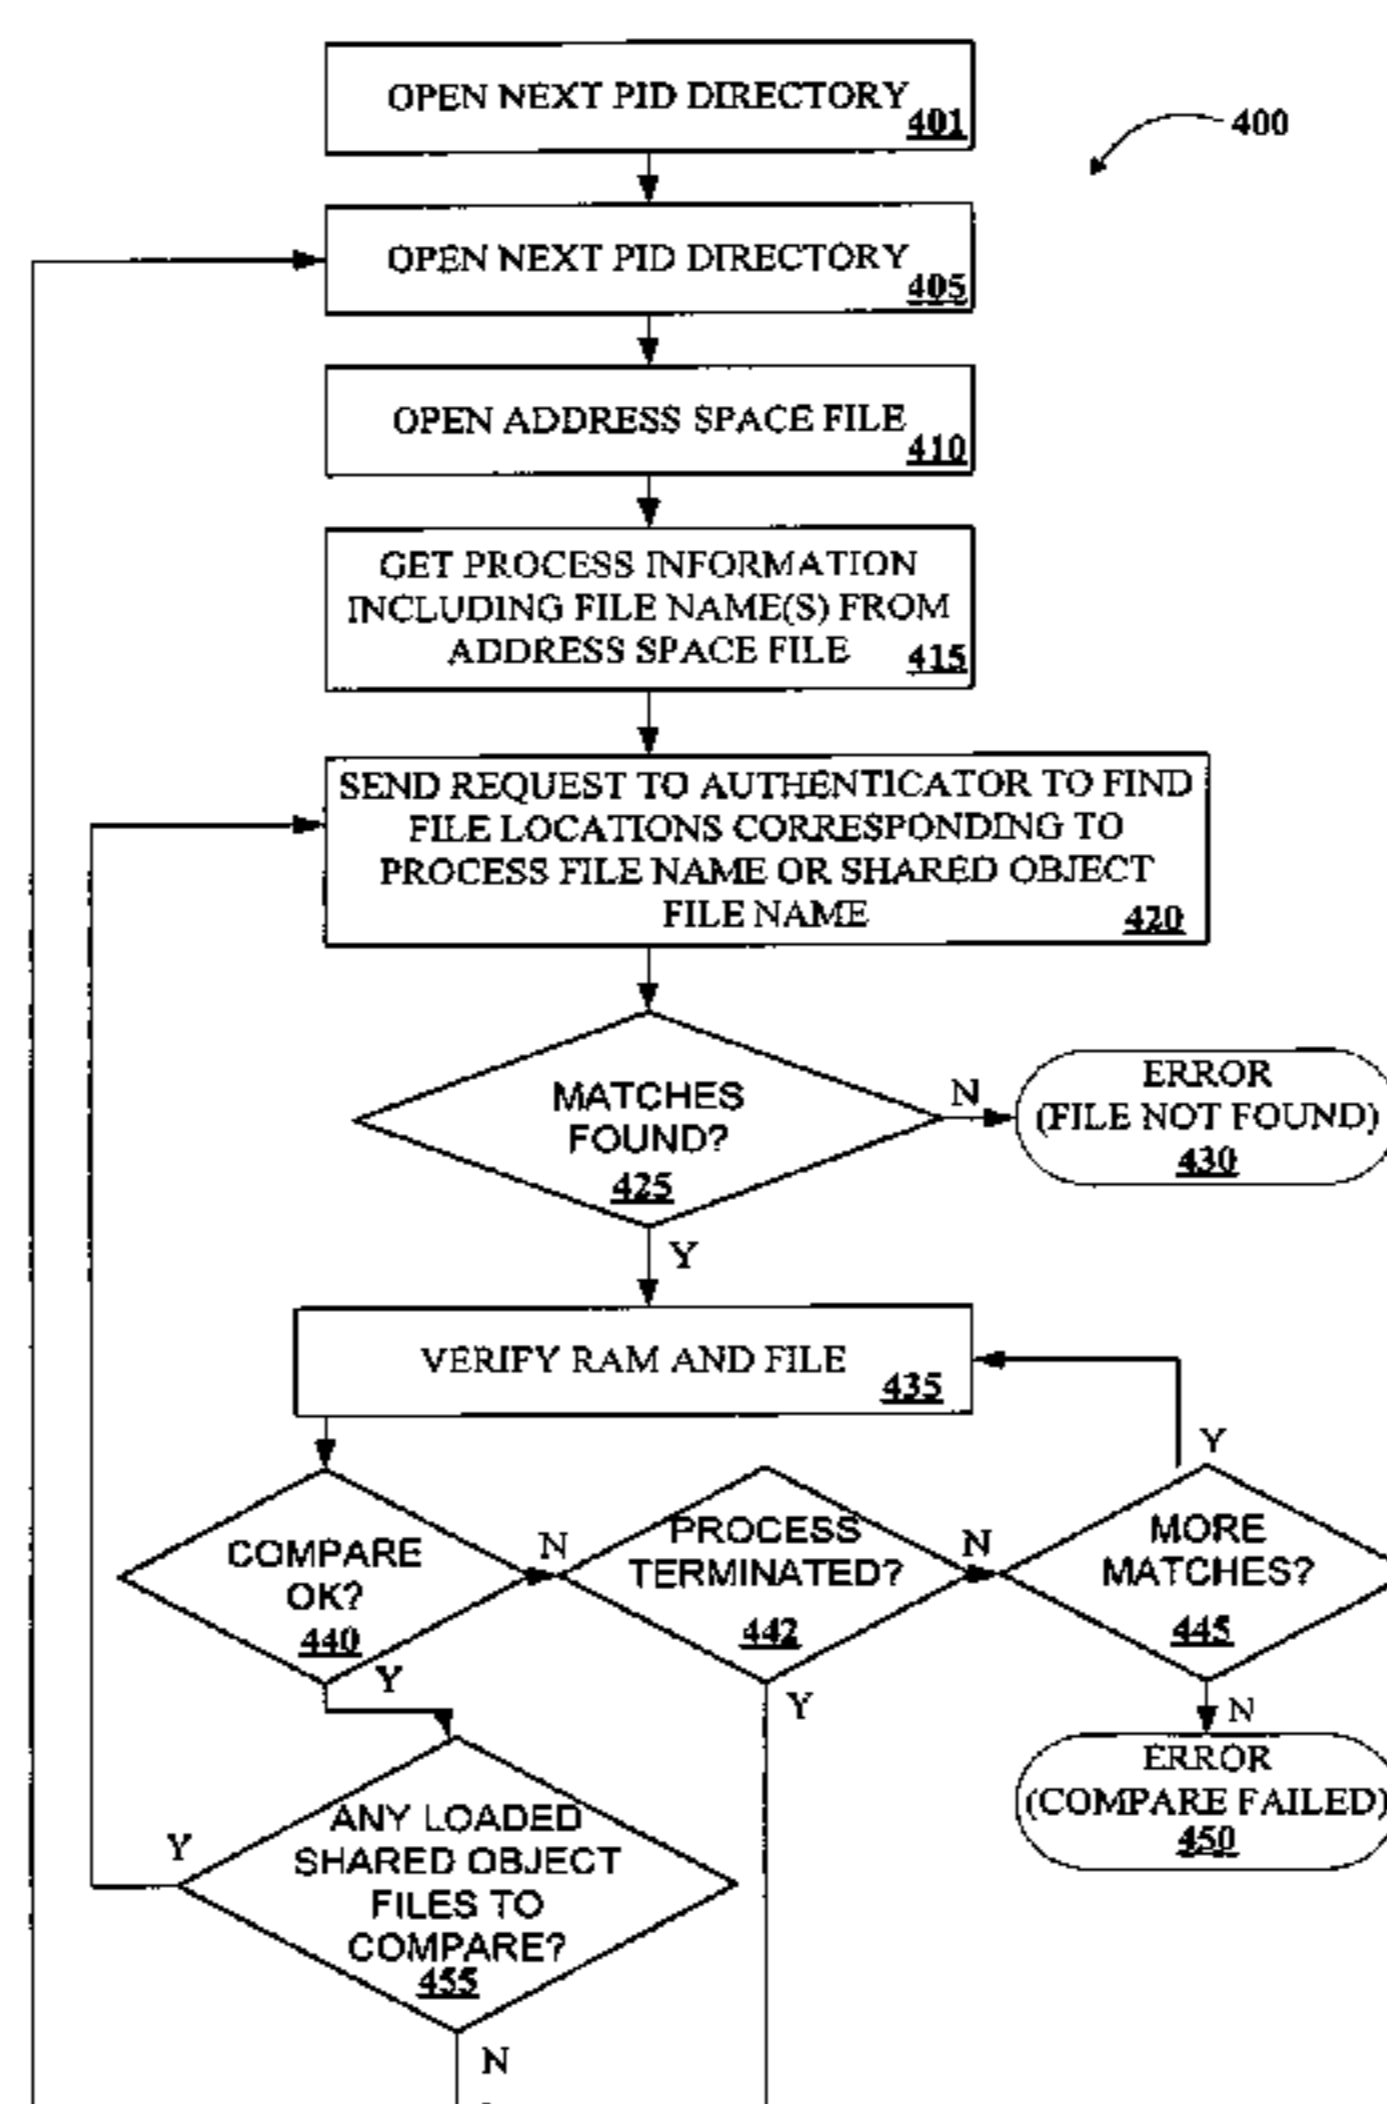 OPEN NEXT PID DIRECTORY
401
400
OPEN NEXT PID DIRECTORY
405
OPEN ADDRESS SPACE FILE
410
GET PROCESS INFORMATION
INCLUDING FILE NAME(S) FROM
ADDRESS SPACE FILE
415
SEND REQUEST TO AUTHENTICATOR TO FIND
FILE LOCATIONS CORRESPONDING TO
PROCESS FILE NAME OR SHARED OBJECT
FILE NAME
420
MATCHES
FOUND?
425
N
ERROR
(FILE NOT FOUND)
430
Y
VERIFY RAM AND FILE
435
COMPARE
OK?
440
N
Y
PROCESS
TERMINATED?
442
N
Y
MORE
MATCHES?
445
Y
N
ERROR
(COMPARE FAILED)
450
ANY LOADED
SHARED OBJECT
FILES TO
COMPARE?
455
Y
N